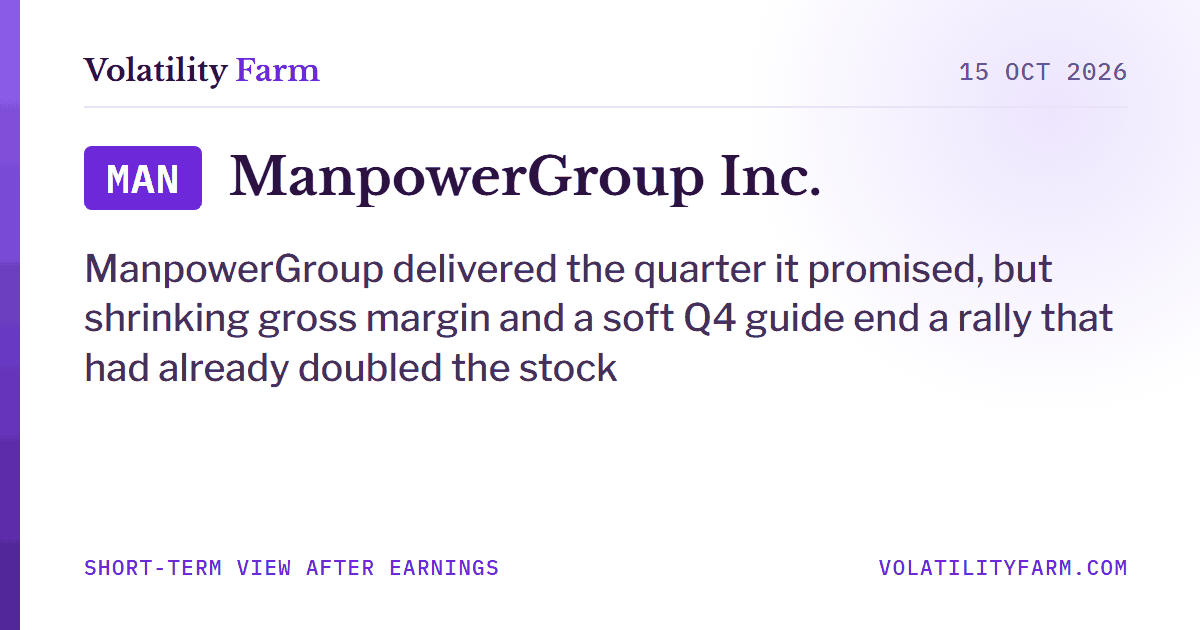 Volatility Farm
15 OCT 2026
MAN
ManpowerGroup Inc.
ManpowerGroup delivered the quarter it promised, but
shrinking gross margin and a soft Q4 guide end a rally that
had already doubled the stock
SHORT-TERM VIEW AFTER EARNINGS
VOLATILITYFARM.COM